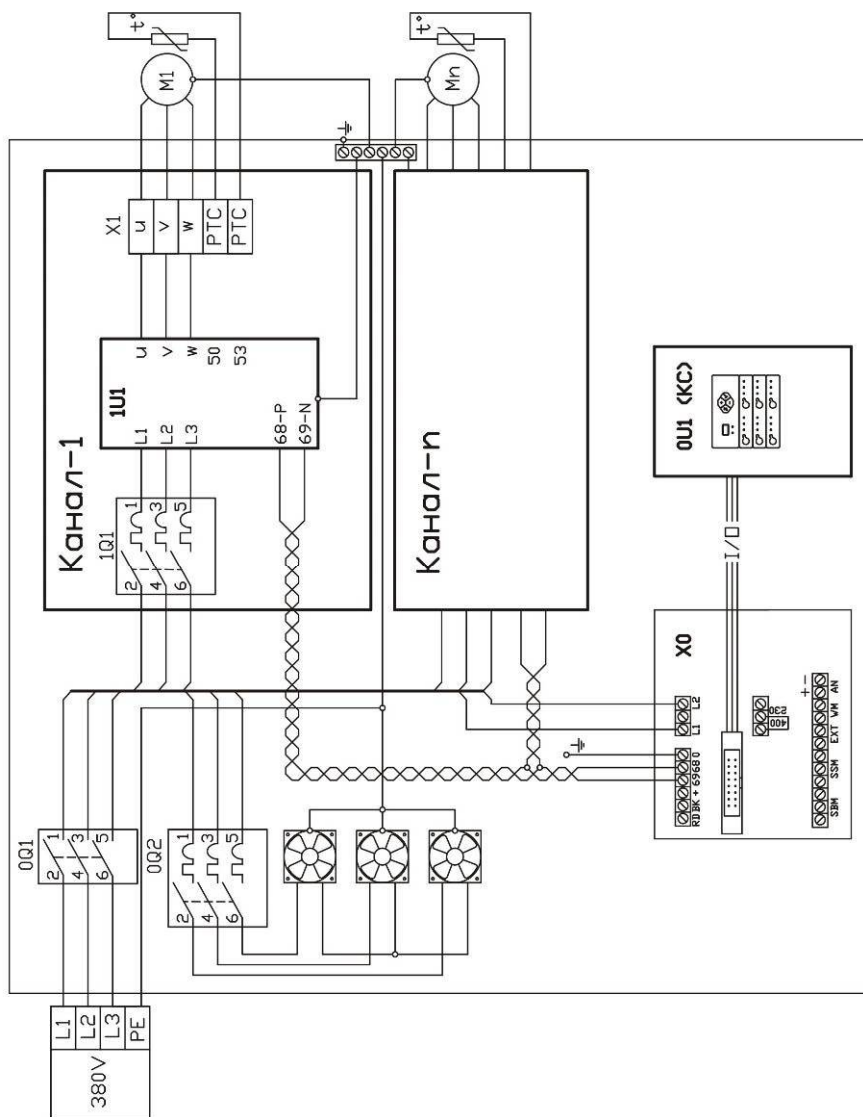 380V
L1
L2
L3
PE
0Q1
2 1
4 3
6 5
0Q2
2 1
4 3
6 5
Канал-1
1Q1
2 1
4 3
6 5
1U1
L1 U
L2 V
L3 W
50
53
68-P
69-N
X1
U
V
W
PTC
PTC
M1
t°
Канал-n
Mn
t°
X0
L1 L2
RD BK + 69 68 0
400 230
SBM SSM EXT WM AN
+ -
I/O
0U1 (KC)